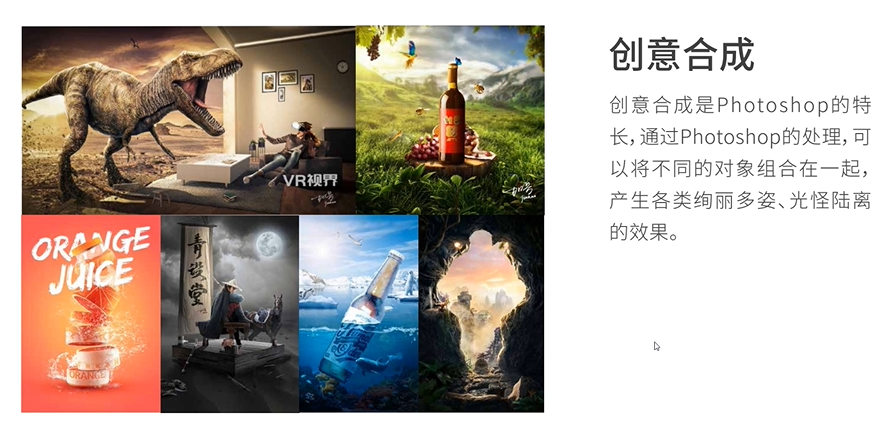 创意合成
创意合成是Photoshop的特
长，通过Photoshop的处理，可
以将不同的对象组合在一起，
产生各类绚丽多姿、光怪陆离
的效果。
VR视界
ORANGE
JUICE
ORANGE
青设堂